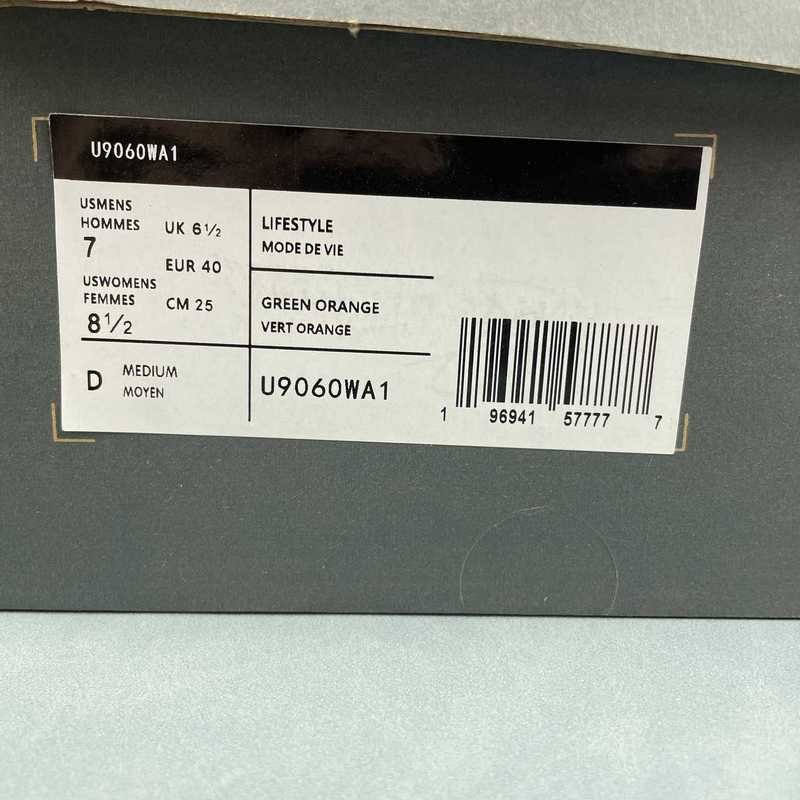 U9060WA1
USMENS
HOMMES
7
UK 6½
EUR 40
USWOMENS
FEMMES
8½
CM 25
D
MEDIUM
MOYEN
LIFESTYLE
MODE DE VIE
GREEN ORANGE
VERT ORANGE
U9060WA1
1 96941 57777 7